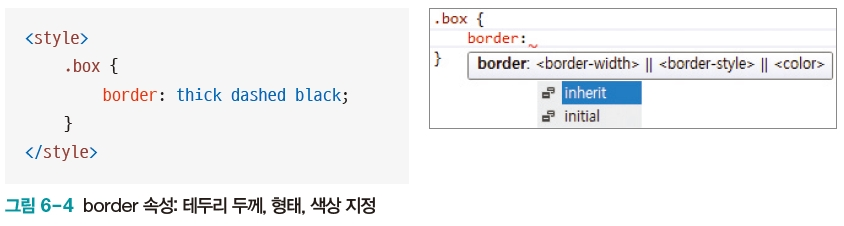 <style>
.box {
border: thick dashed black;
}
</style>
그림 6-4 border 속성: 테두리 두께, 형태, 색상 지정
.box {
border:
}
border: <border-width> || <border-style> || <color>
inherit
initial